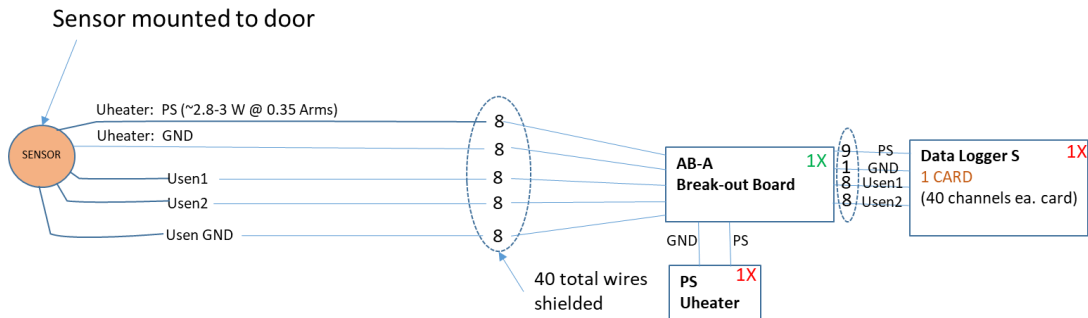 Sensor mounted to door
Uheater: PS (~2.8-3 W @ 0.35 Arms)
Uheater: GND
SENSOR
Usen1
Usen2
Usen GND
8
8
8
8
8
40 total wires
shielded
AB-A
1X
Break-out Board
GND
PS
PS
1X
Uheater
9
PS
1
GND
8
Usen1
8
Usen2
Data Logger S
1X
1 CARD
(40 channels ea. card)